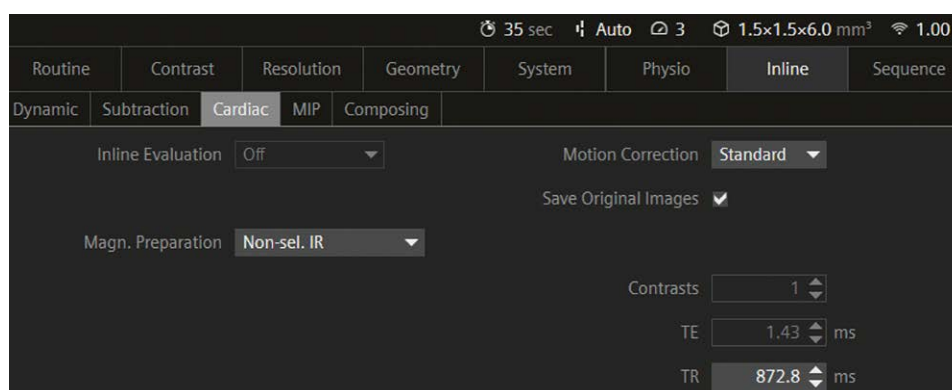 35 sec Auto 3 1.5×1.5×6.0 mm³ 1.00
Routine Contrast Resolution Geometry System Physio Inline Sequence
Dynamic Subtraction Cardiac MIP Composing
Inline Evaluation Off Motion Correction Standard
Save Original Images
Magn. Preparation Non-sel. IR
Contrasts 1
TE 1.43 ms
TR 872.8 ms